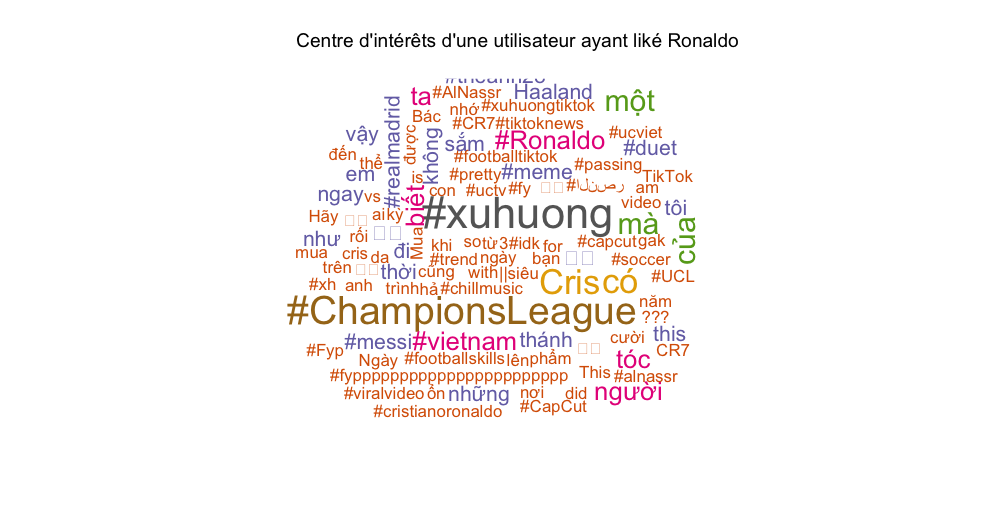 Centre d'intérêts d'une utilisateur ayant liké Ronaldo
ta #AlNassr Haaland một
nhớ #xuhuongtiktok
Bác #CR7 #tiktoknews
#realmadrid được không
vậy sắm #Ronaldo #ucviet
đến thể #footballtiktok #duet
em is #pretty #meme #passing TikTok
ngay vs biết con #uctv #fy #النصر am
Hãy ai kỳ #xuhuong mà video tôi
như rối đi Mua khi so từ 3 #idk for #capcut gak của
mua cris da #trend ngày bạn #soccer
trên thời cũng with || siêu Cris có #UCL
#xh anh trình hả #chillmusic
#ChampionsLeague năm
???
#messi #vietnam thánh cười this
#Fyp Ngày #footballskills lên phẩm tóc CR7
#fyppppppppppppppppppppppp This #alnassr
#viralvideo ồn những nơi did người
#cristianoronaldo #CapCut